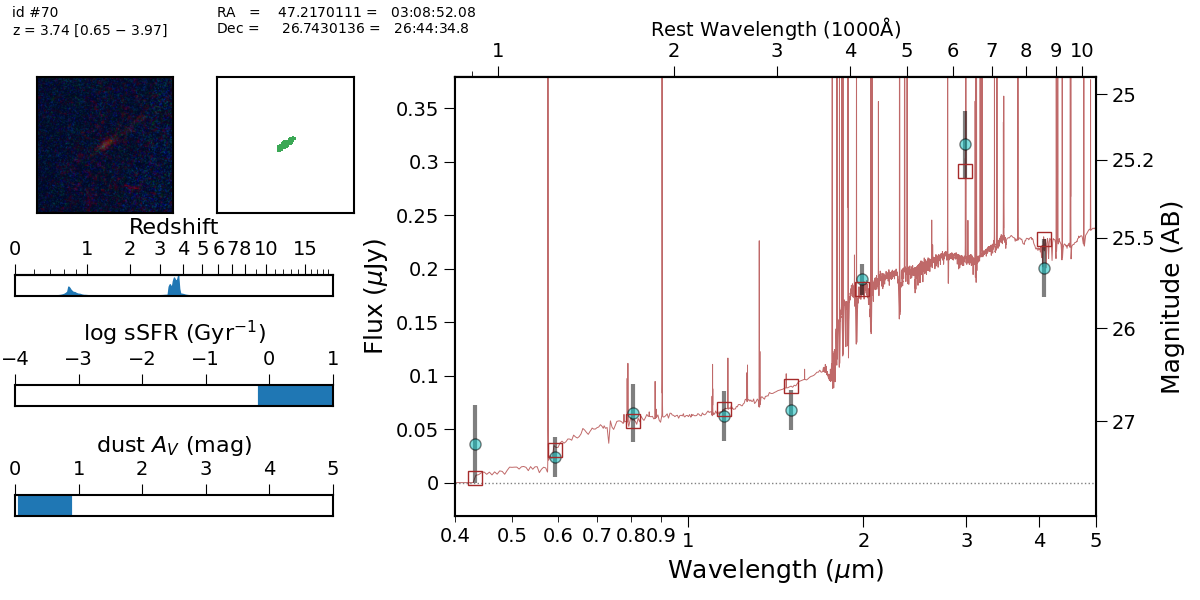 id #70
z = 3.74 [0.65 − 3.97]
RA = 47.2170111 = 03:08:52.08
Dec = 26.7430136 = 26:44:34.8
Redshift
0 1 2 3 4 5 6 7 8 10 15
log sSFR (Gyr⁻¹)
−4 −3 −2 −1 0 1
dust A_V (mag)
0 1 2 3 4 5
Rest Wavelength (1000Å)
1 2 3 4 5 6 7 8 9 10
Flux (μJy)
0.35
0.3
0.25
0.2
0.15
0.1
0.05
0
0.4 0.5 0.6 0.7 0.8 0.9 1 2 3 4 5
Wavelength (μm)
25
25.2
25.5
26
27
Magnitude (AB)